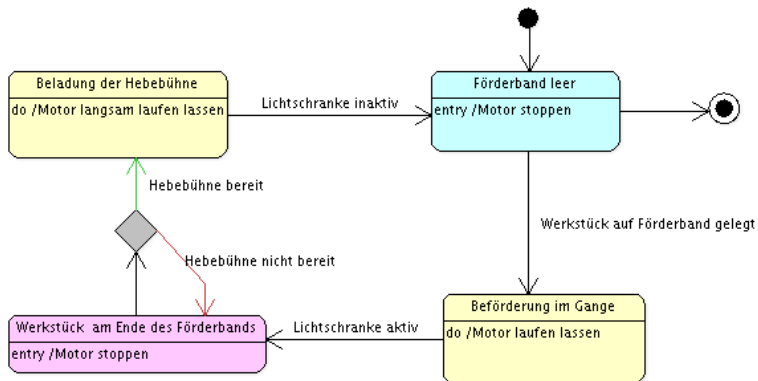 Beladung der Hebebühne
do /Motor langsam laufen lassen
Lichtschranke inaktiv
Förderband leer
entry /Motor stoppen
Hebebühne bereit
Werkstück auf Förderband gelegt
Hebebühne nicht bereit
Werkstück am Ende des Förderbands
entry /Motor stoppen
Lichtschranke aktiv
Beförderung im Gange
do /Motor laufen lassen